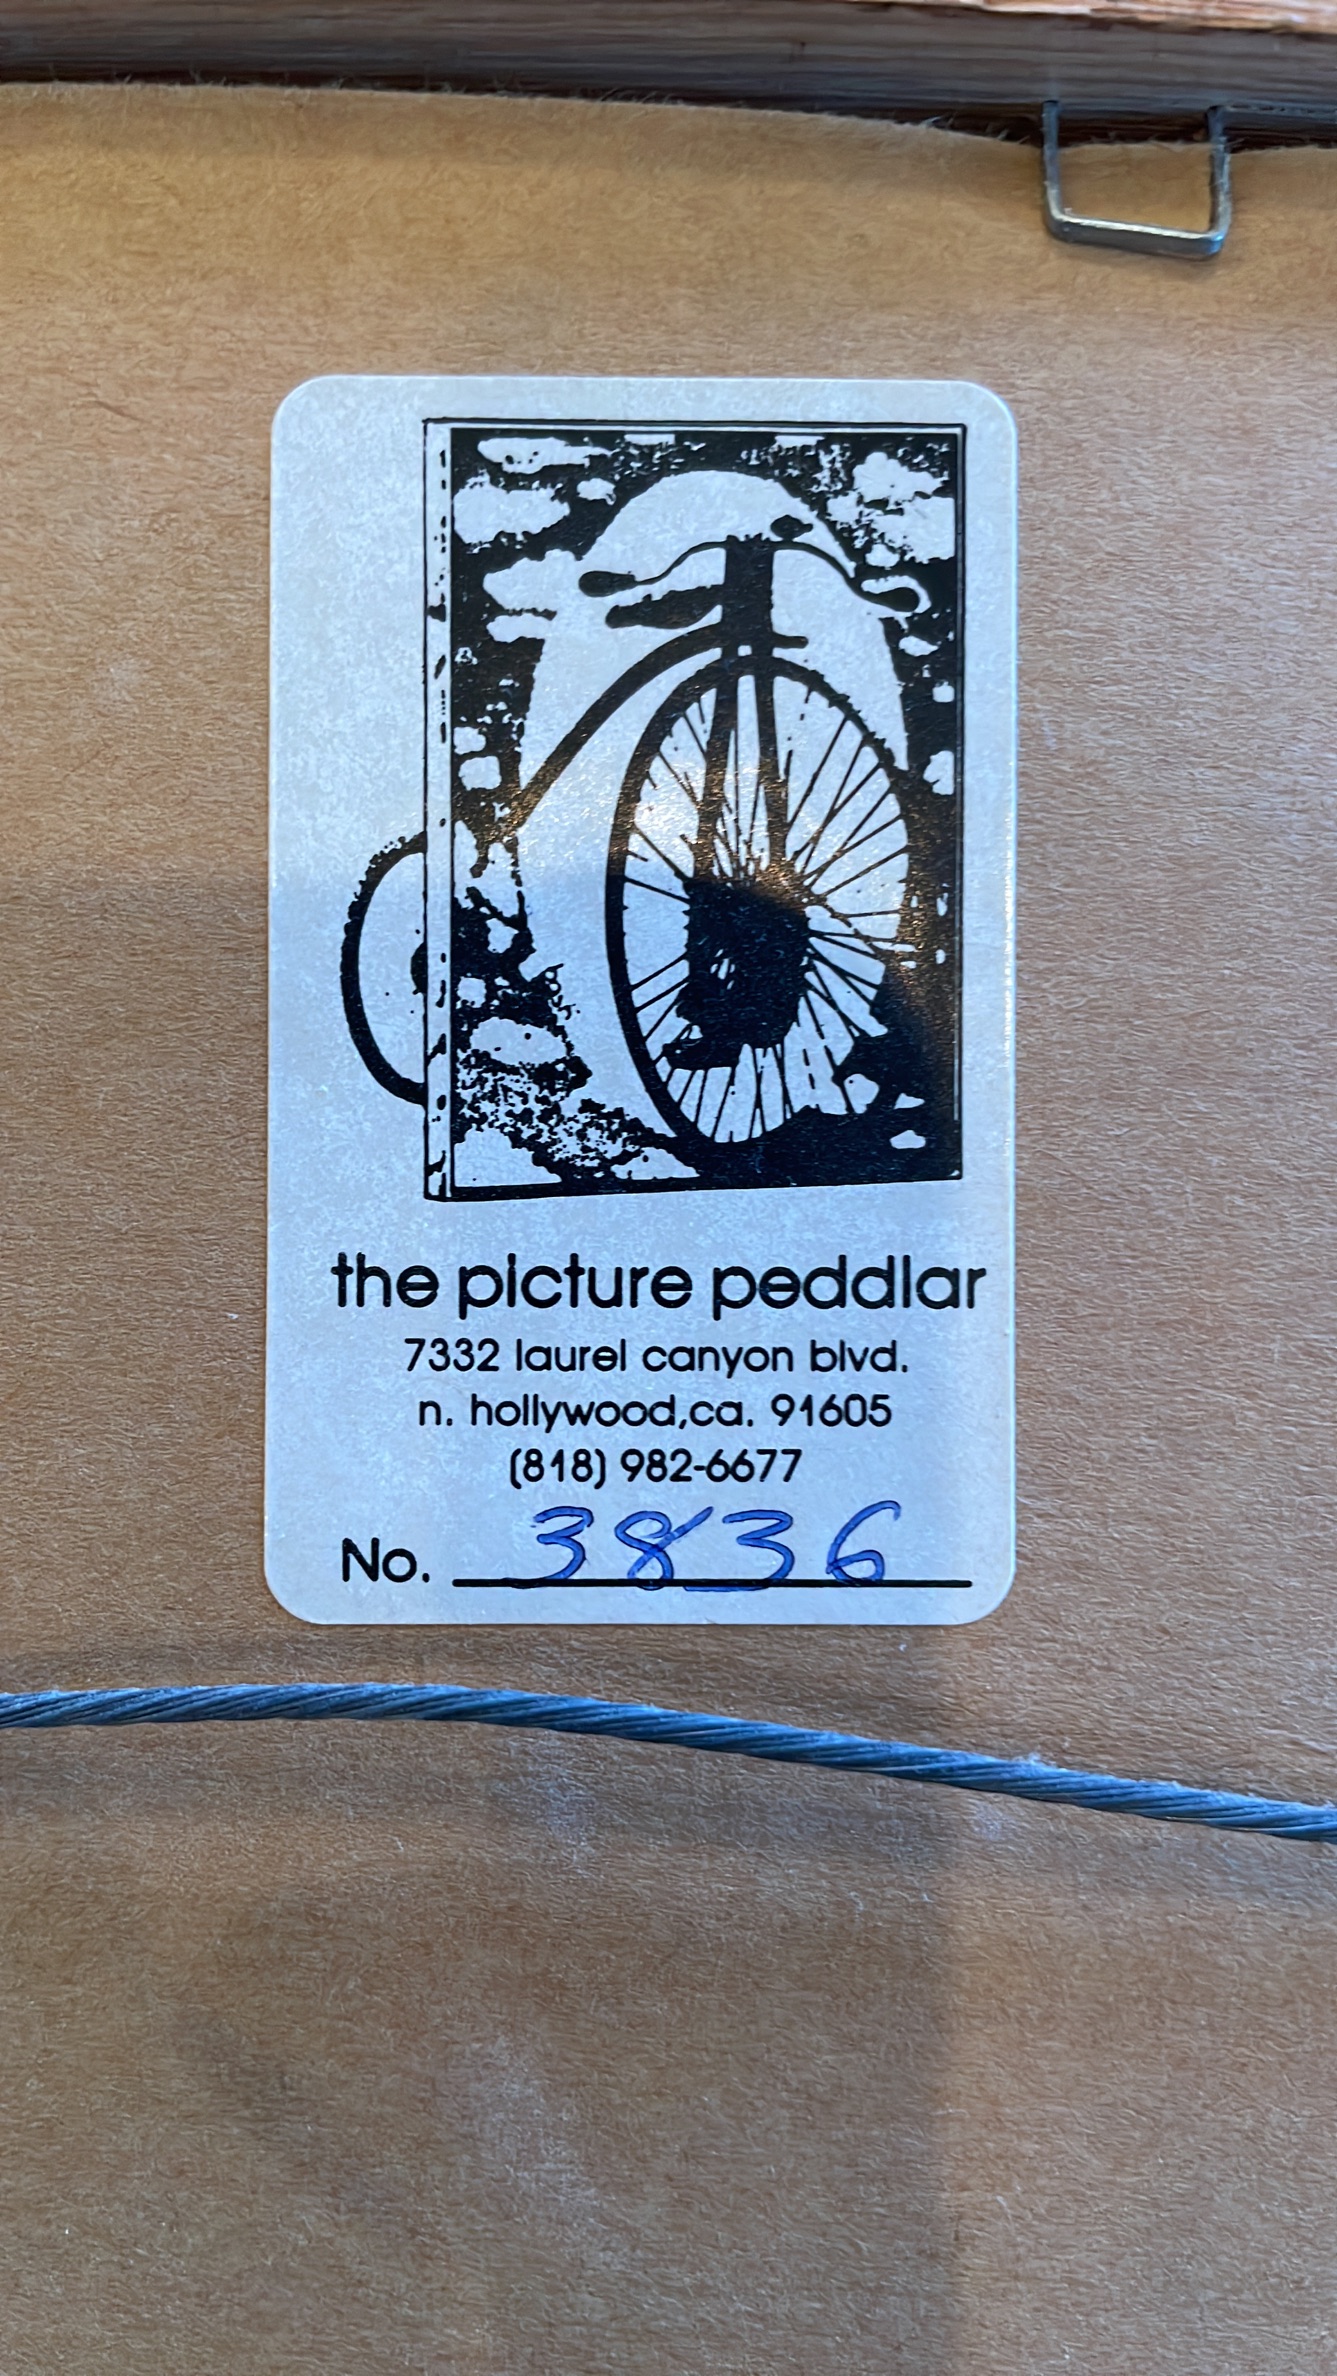 the picture peddlar
7332 laurel canyon blvd.
n. hollywood,ca. 91605
(818) 982-6677
No. 3836